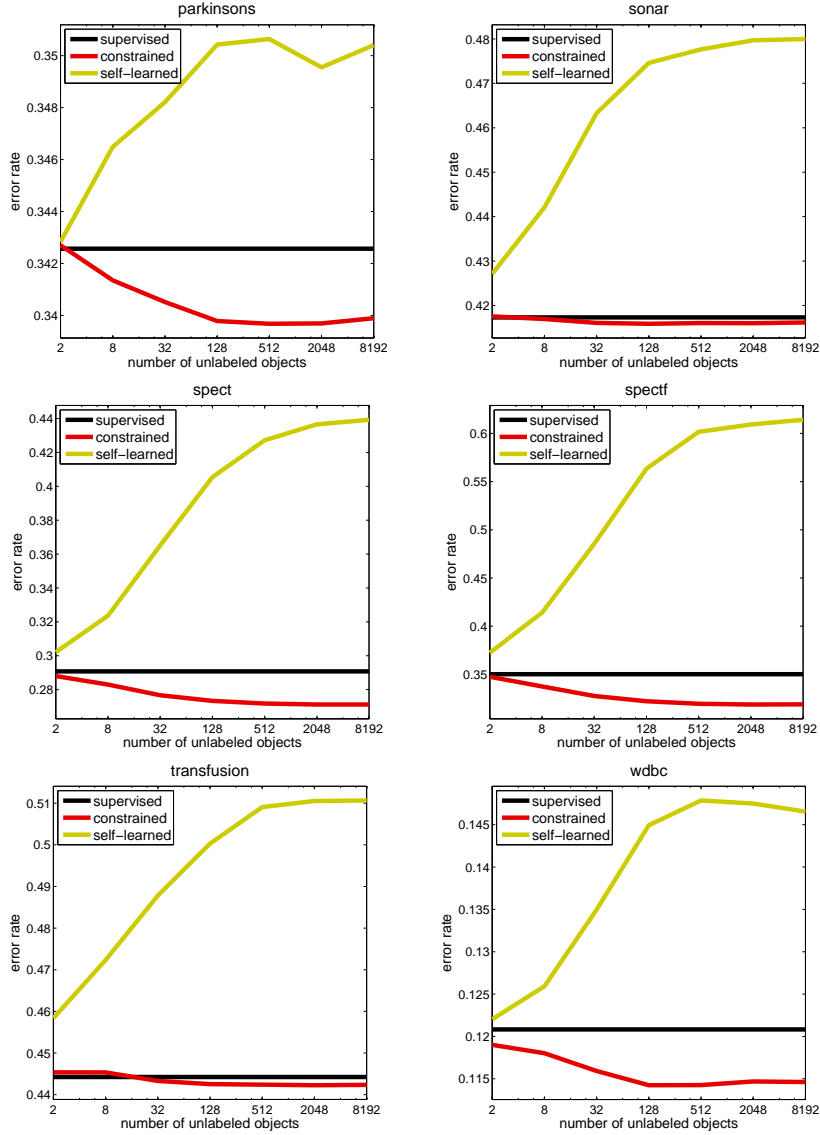 parkinsons
supervised
constrained
self-learned
0.35
0.348
0.346
0.344
0.342
0.34
error rate
2 8 32 128 512 2048 8192
number of unlabeled objects
sonar
supervised
constrained
self-learned
0.48
0.47
0.46
0.45
0.44
0.43
0.42
error rate
2 8 32 128 512 2048 8192
number of unlabeled objects
spect
supervised
constrained
self-learned
0.44
0.42
0.4
0.38
0.36
0.34
0.32
0.3
0.28
error rate
2 8 32 128 512 2048 8192
number of unlabeled objects
spectf
supervised
constrained
self-learned
0.6
0.55
0.5
0.45
0.4
0.35
error rate
2 8 32 128 512 2048 8192
number of unlabeled objects
transfusion
supervised
constrained
self-learned
0.51
0.5
0.49
0.48
0.47
0.46
0.45
0.44
error rate
2 8 32 128 512 2048 8192
number of unlabeled objects
wdbc
supervised
constrained
self-learned
0.145
0.14
0.135
0.13
0.125
0.12
0.115
error rate
2 8 32 128 512 2048 8192
number of unlabeled objects